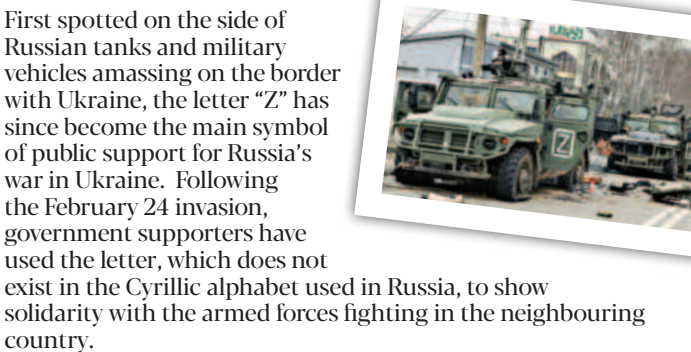 First spotted on the side of
Russian tanks and military
vehicles amassing on the border
with Ukraine, the letter “Z” has
since become the main symbol
of public support for Russia’s
war in Ukraine.  Following
the February 24 invasion,
government supporters have
used the letter, which does not
exist in the Cyrillic alphabet used in Russia, to show
solidarity with the armed forces fighting in the neighbouring
country.
Z